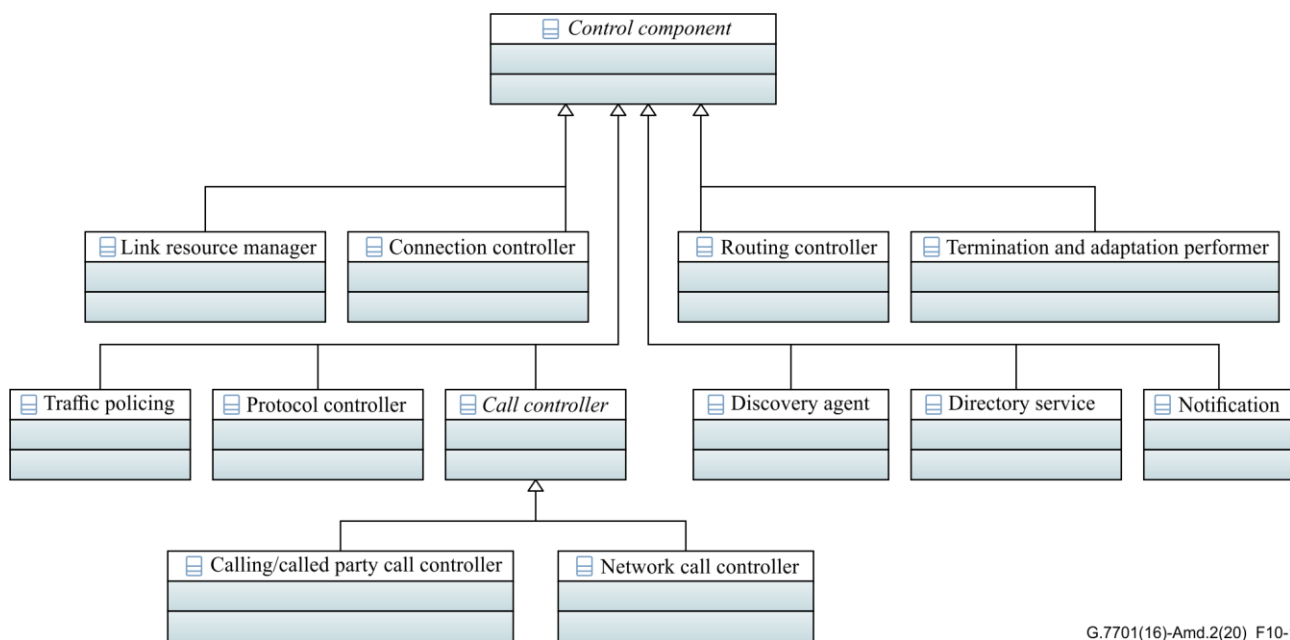 Control component
Link resource manager
Connection controller
Routing controller
Termination and adaptation performer
Traffic policing
Protocol controller
Call controller
Discovery agent
Directory service
Notification
Calling/called party call controller
Network call controller
G.7701(16)-Amd.2(20)_F10-